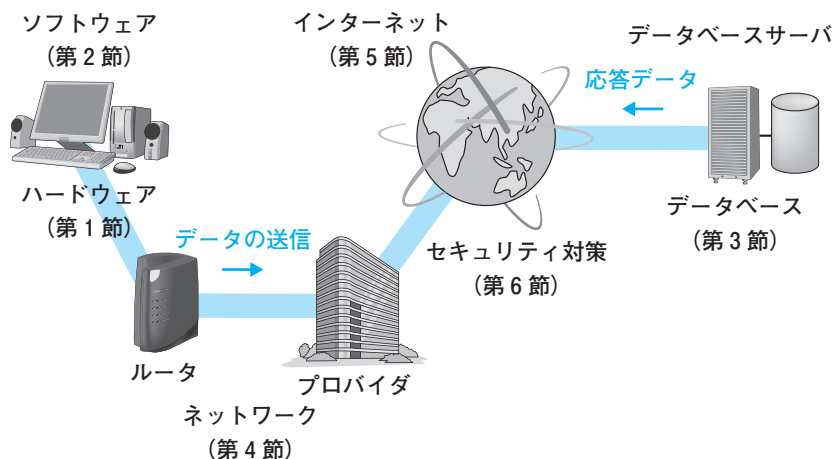 ソフトウェア
(第2節)
インターネット
(第5節)
データベースサーバ
応答データ
ハードウェア
(第1節)
データの送信
セキュリティ対策
(第6節)
データベース
(第3節)
ルータ
プロバイダ
ネットワーク
(第4節)